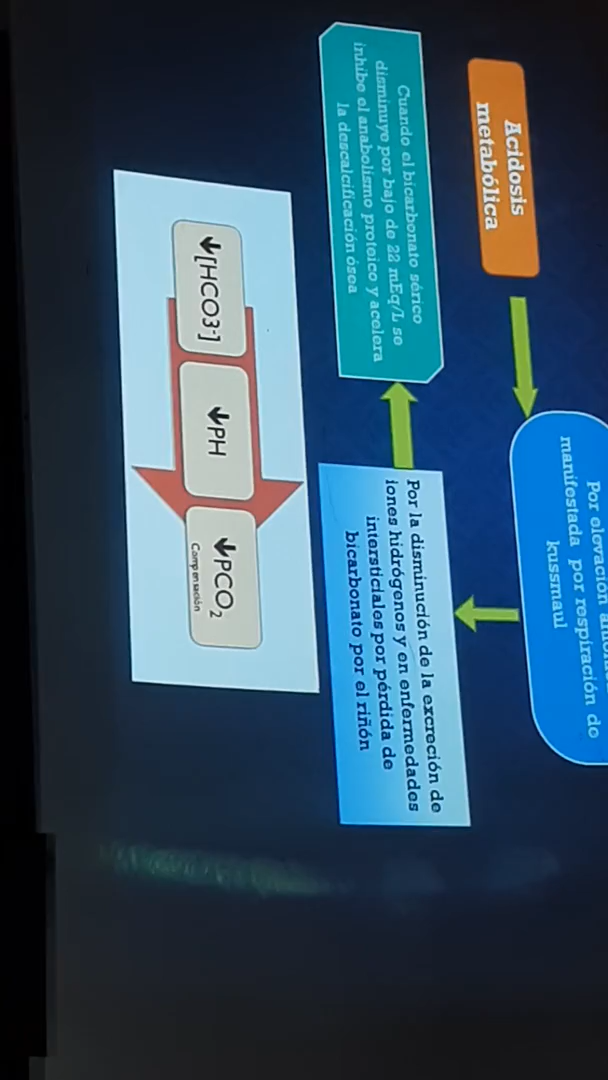 Acidosis
metabólica
Por elevación
manifestada por respiración de
kussmaul
Por la disminución de la excreción de
iones hidrógenos y en enfermedades
intersticiales por pérdida de
bicarbonato por el riñón
Cuando el bicarbonato sérico
disminuye por bajo de 22 mEq/L se
inhibe el anabolismo proteico y acelera
la descalcificación ósea
↓[HCO3-]
↓PH
↓PCO2
Compensación